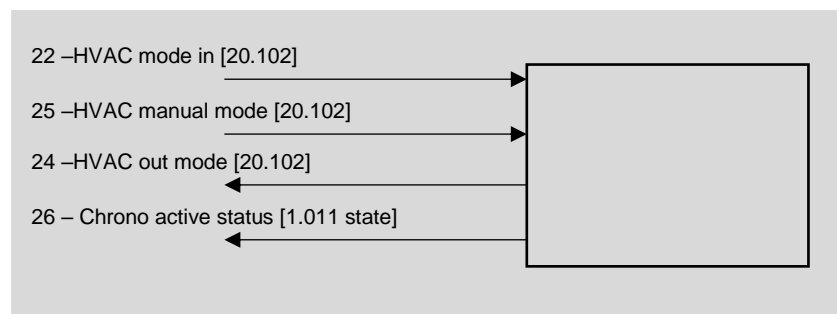 22 –HVAC mode in [20.102]
25 –HVAC manual mode [20.102]
24 –HVAC out mode [20.102]
26 – Chrono active status [1.011 state]